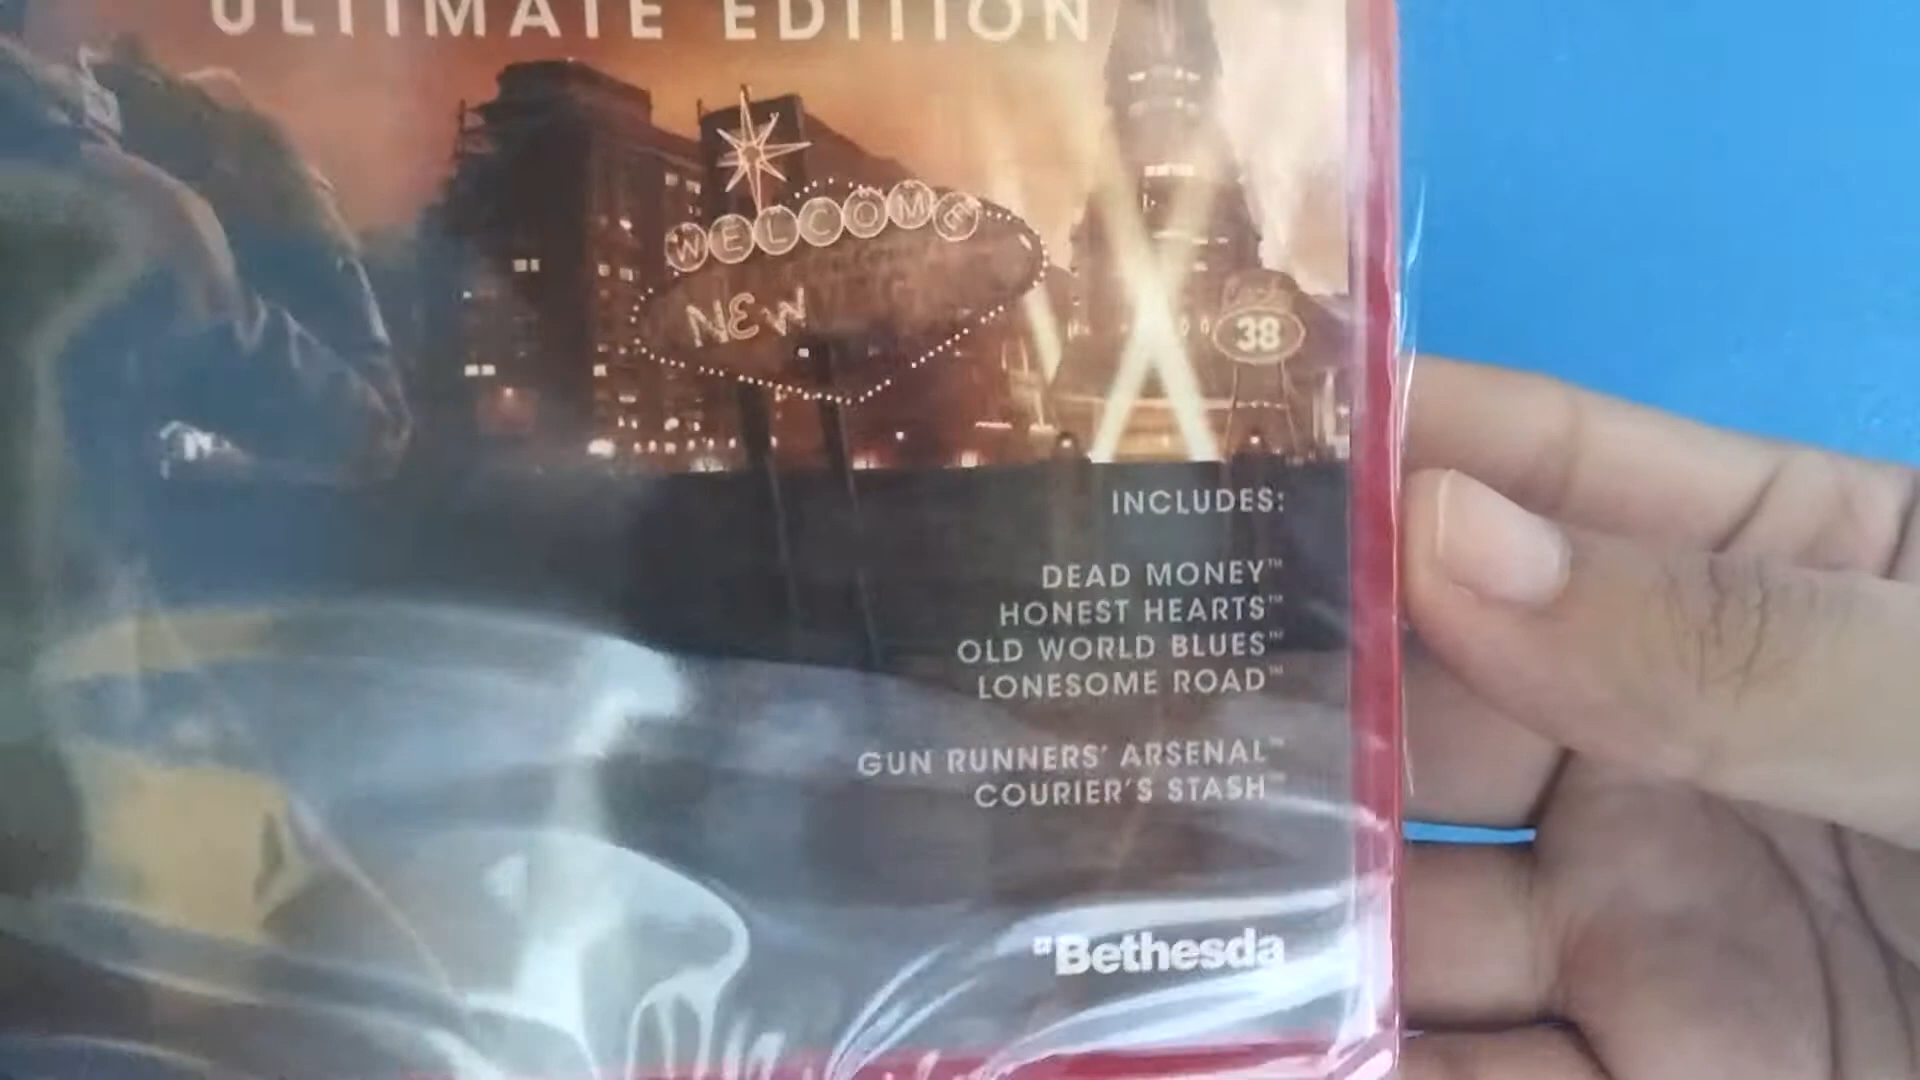 ULTIMATE EDITION
WELCOME
NEW
38
INCLUDES:
DEAD MONEY™
HONEST HEARTS™
OLD WORLD BLUES™
LONESOME ROAD™
GUN RUNNERS' ARSENAL™
COURIER'S STASH™
Bethesda